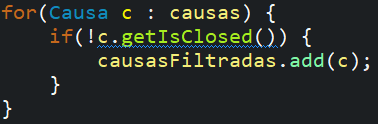 for(Causa c : causas) {
    if(!c.getIsClosed()) {
        causasFiltradas.add(c);
    }
}